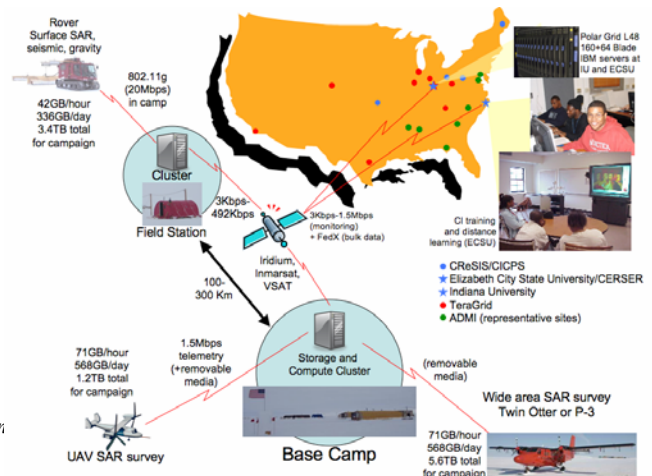 Rover
Surface SAR,
seismic, gravity
802.11g
(20Mbps)
in camp
42GB/hour
336GB/day
3.4TB total
for campaign
Cluster
Field Station
3Kbps-
492Kbps
3Kbps-1.5Mbps
(monitoring)
+ FedX (bulk data)
Iridium,
Inmarsat,
VSAT
Polar Grid L48
160+64 Blade
IBM servers at
IU and ECSU
CI training
and distance
learning (ECSU)
CReSIS/CICPS
Elizabeth City State University/CERSER
Indiana University
TeraGrid
ADMI (representative sites)
100-
300 Km
71GB/hour
568GB/day
1.2TB total
for campaign
1.5Mbps
telemetry
(+removable
media)
UAV SAR survey
Storage and
Compute Cluster
Base Camp
(removable
media)
Wide area SAR survey
Twin Otter or P-3
71GB/hour
568GB/day
5.6TB total
for campaign